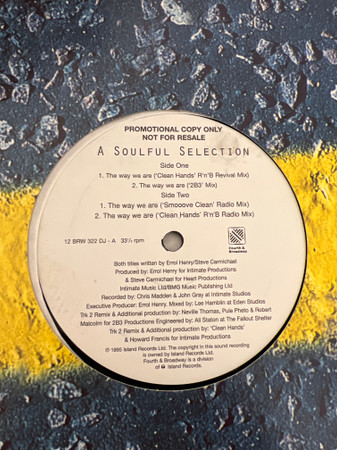 PROMOTIONAL COPY ONLY
NOT FOR RESALE
A SOULFUL SELECTION
Side One
1. The way we are ('Clean Hands' R'n'B Revival Mix)
2. The way we are ('2B3' Mix)
Side Two
1. The way we are ('Smooove Clean' Radio Mix)
2. The way we are ('Clean Hands' R'n'B Radio Mix)
12 BRW 322 DJ - A 33⅓ rpm
Fourth &
Broadway
Both titles written by Errol Henry/Steve Carmichael
Produced by: Errol Henry for Intimate Productions
& Steve Carmichael for Heart Productions
Intimate Music Ltd/BMG Music Publishing Ltd
Recorded by: Chris Madden & John Gray at Intimate Studios
Executive Producer: Errol Henry. Mixed by: Lee Hamblin at Eden Studios
Trk 2 Remix & Additional production by: Neville Thomas, Pule Pheto & Robert
Malcolm for 2B3 Productions Engineered by: Ali Staton at The Fallout Shelter
Trk 2 Remix & Additional production by: 'Clean Hands'
& Howard Francis for Intimate Productions
℗ 1995 Island Records Ltd. The copyright in this sound recording
is owned by Island Records Ltd.
Fourth & Broadway is a division
of Island Records.